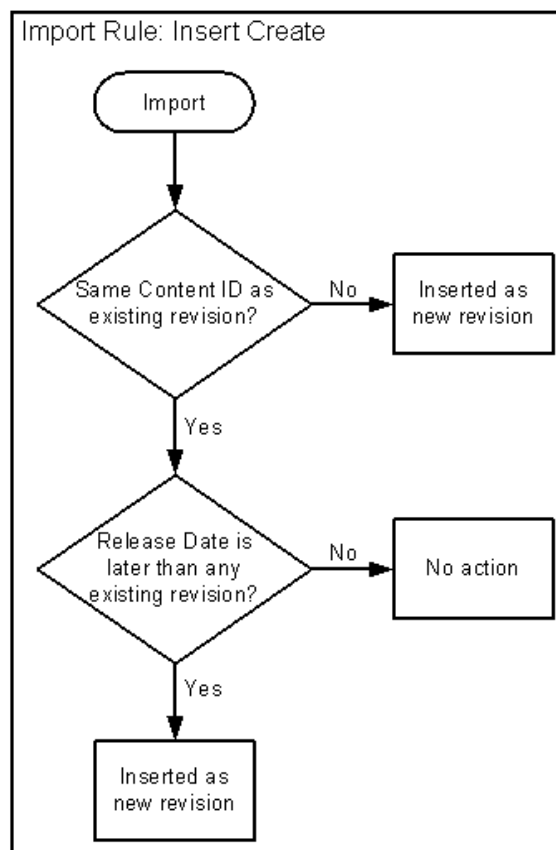 Import Rule: Insert Create
Import
Same Content ID as
existing revision?
No
Inserted as
new revision
Yes
Release Date is
later than any
existing revision?
No
No action
Yes
Inserted as
new revision